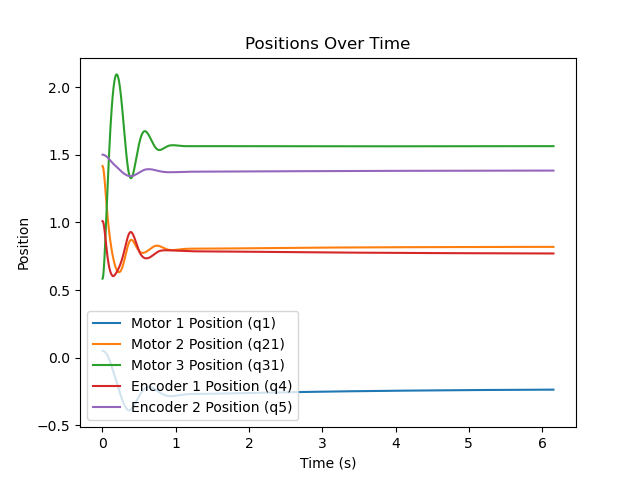 Positions Over Time
Position
2.0
1.5
1.0
0.5
0.0
−0.5
Motor 1 Position (q1)
Motor 2 Position (q21)
Motor 3 Position (q31)
Encoder 1 Position (q4)
Encoder 2 Position (q5)
0 1 2 3 4 5 6
Time (s)